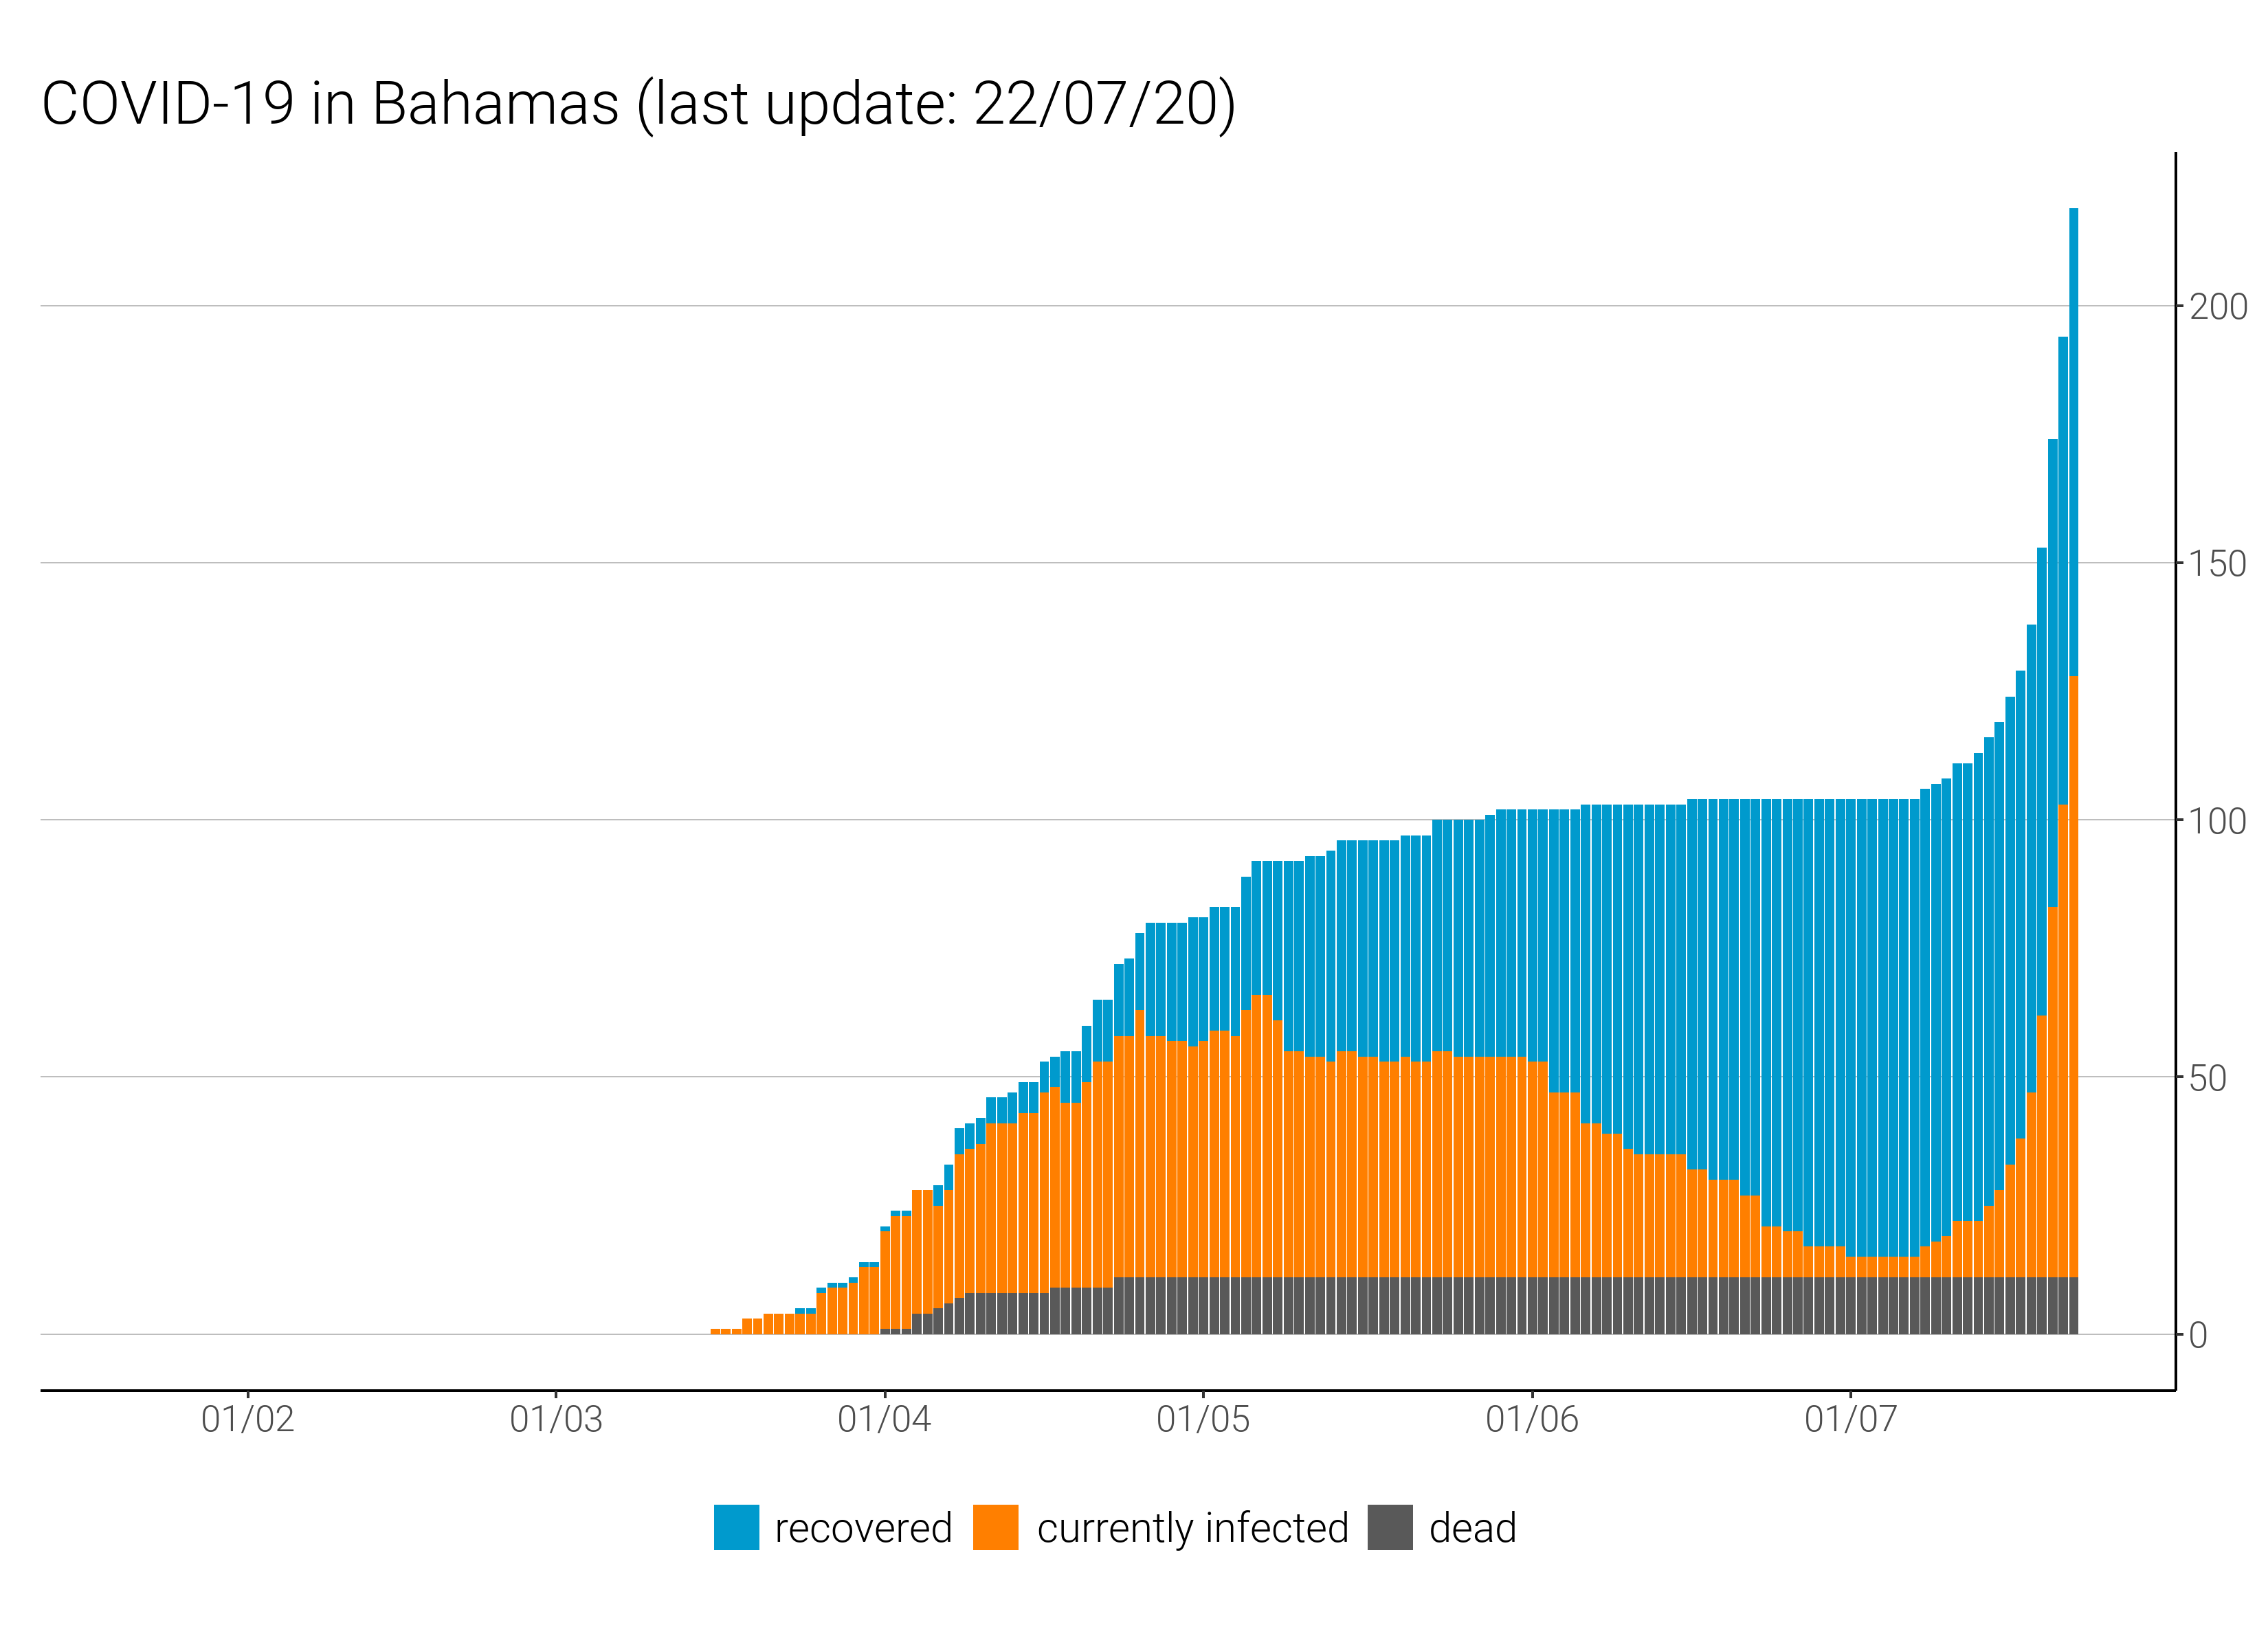 COVID-19 in Bahamas (last update: 22/07/20)
200
150
100
50
0
01/02 01/03 01/04 01/05 01/06 01/07
recovered currently infected dead